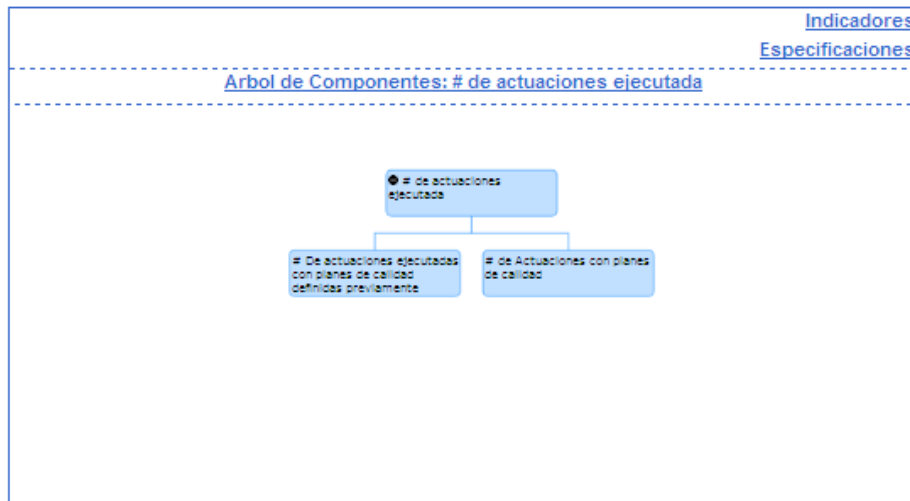 Indicadores
Especificaciones
Arbol de Componentes: # de actuaciones ejecutada
# de actuaciones
ejecutada
# De actuaciones ejecutadas
con planes de calidad
definidas previamente
# de Actuaciones con planes
de calidad